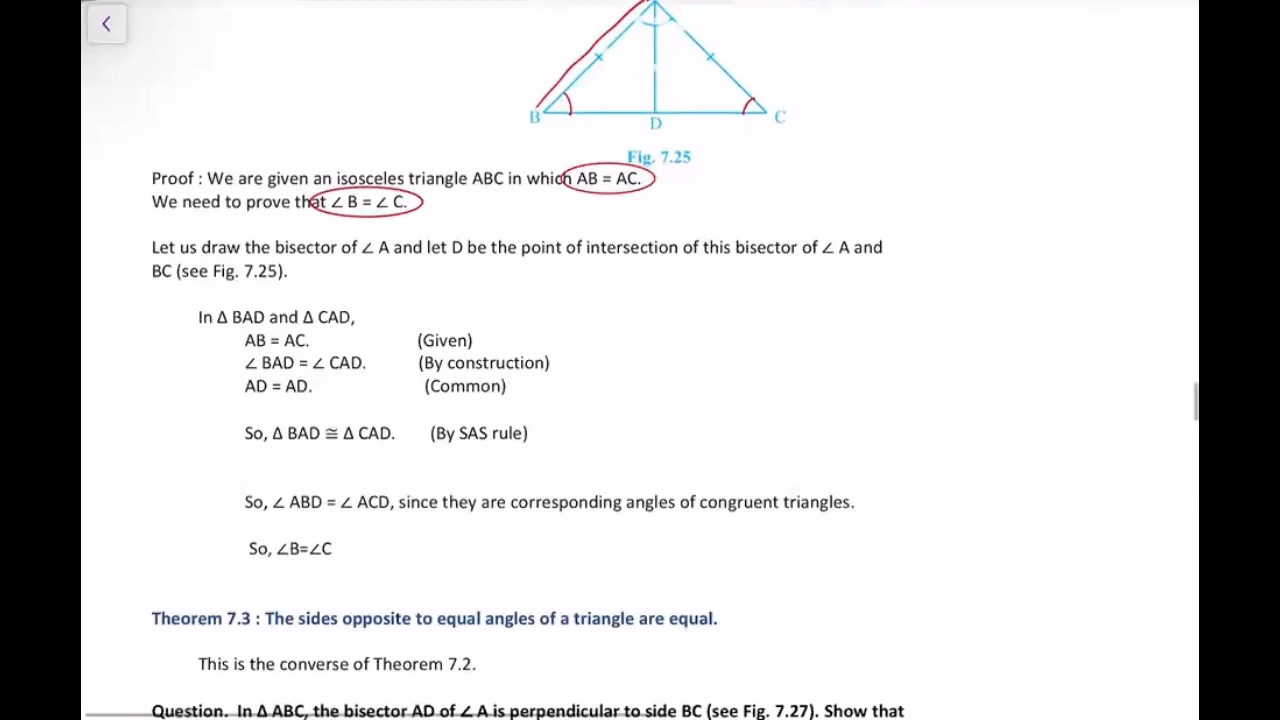 B
D
C
Fig. 7.25
Proof : We are given an isosceles triangle ABC in which AB = AC.
We need to prove that ∠ B = ∠ C.
Let us draw the bisector of ∠ A and let D be the point of intersection of this bisector of ∠ A and
BC (see Fig. 7.25).
In Δ BAD and Δ CAD,
AB = AC. (Given)
∠ BAD = ∠ CAD. (By construction)
AD = AD. (Common)
So, Δ BAD ≅ Δ CAD. (By SAS rule)
So, ∠ ABD = ∠ ACD, since they are corresponding angles of congruent triangles.
So, ∠B=∠C
Theorem 7.3 : The sides opposite to equal angles of a triangle are equal.
This is the converse of Theorem 7.2.
Question. In Δ ABC, the bisector AD of ∠ A is perpendicular to side BC (see Fig. 7.27). Show that